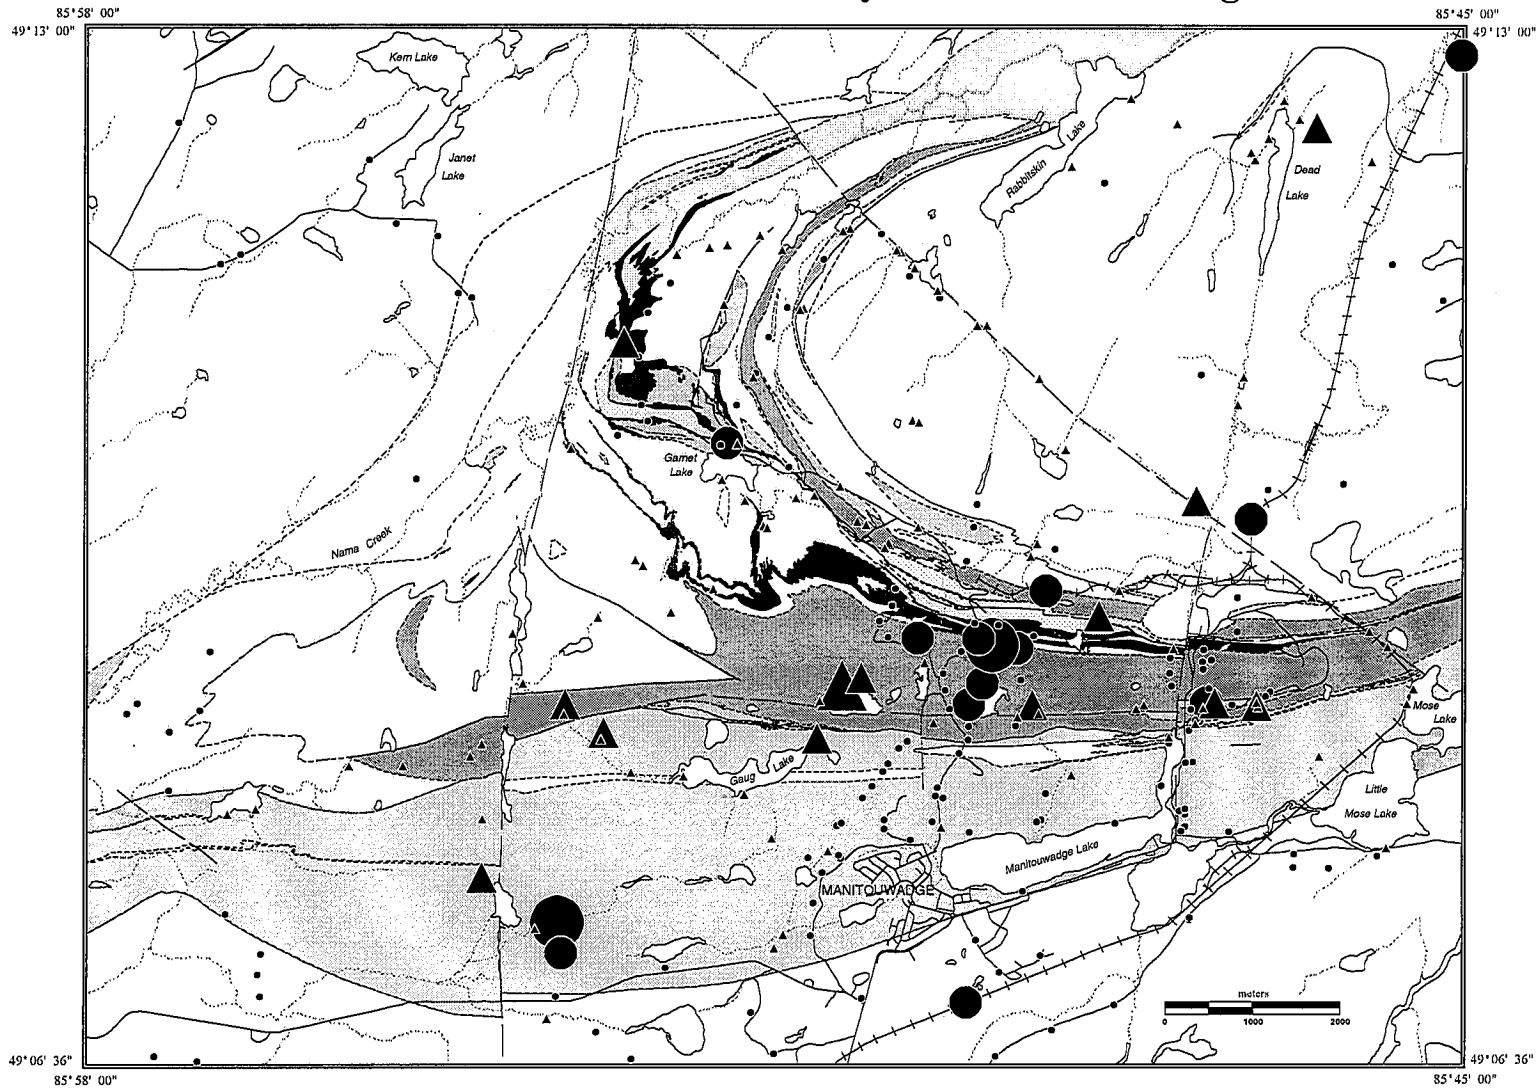 85°58' 00"
85°45' 00"
49°13' 00"
49°13' 00"
Kern Lake
Janet
Lake
Rabbitskin Lake
Dead
Lake
Garnet
Lake
Nama Creek
Mose
Lake
Gaug Lake
Little
Mose Lake
Manitouwadge Lake
MANITOUWADGE
meters
0 1000 2000
49°06' 36"
49°06' 36"
85°58' 00"
85°45' 00"